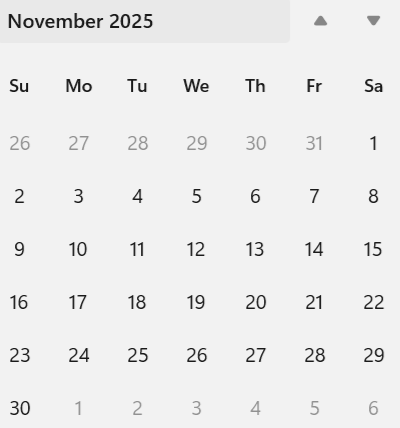 November 2025
Su Mo Tu We Th Fr Sa
26 27 28 29 30 31 1
2 3 4 5 6 7 8
9 10 11 12 13 14 15
16 17 18 19 20 21 22
23 24 25 26 27 28 29
30 1 2 3 4 5 6